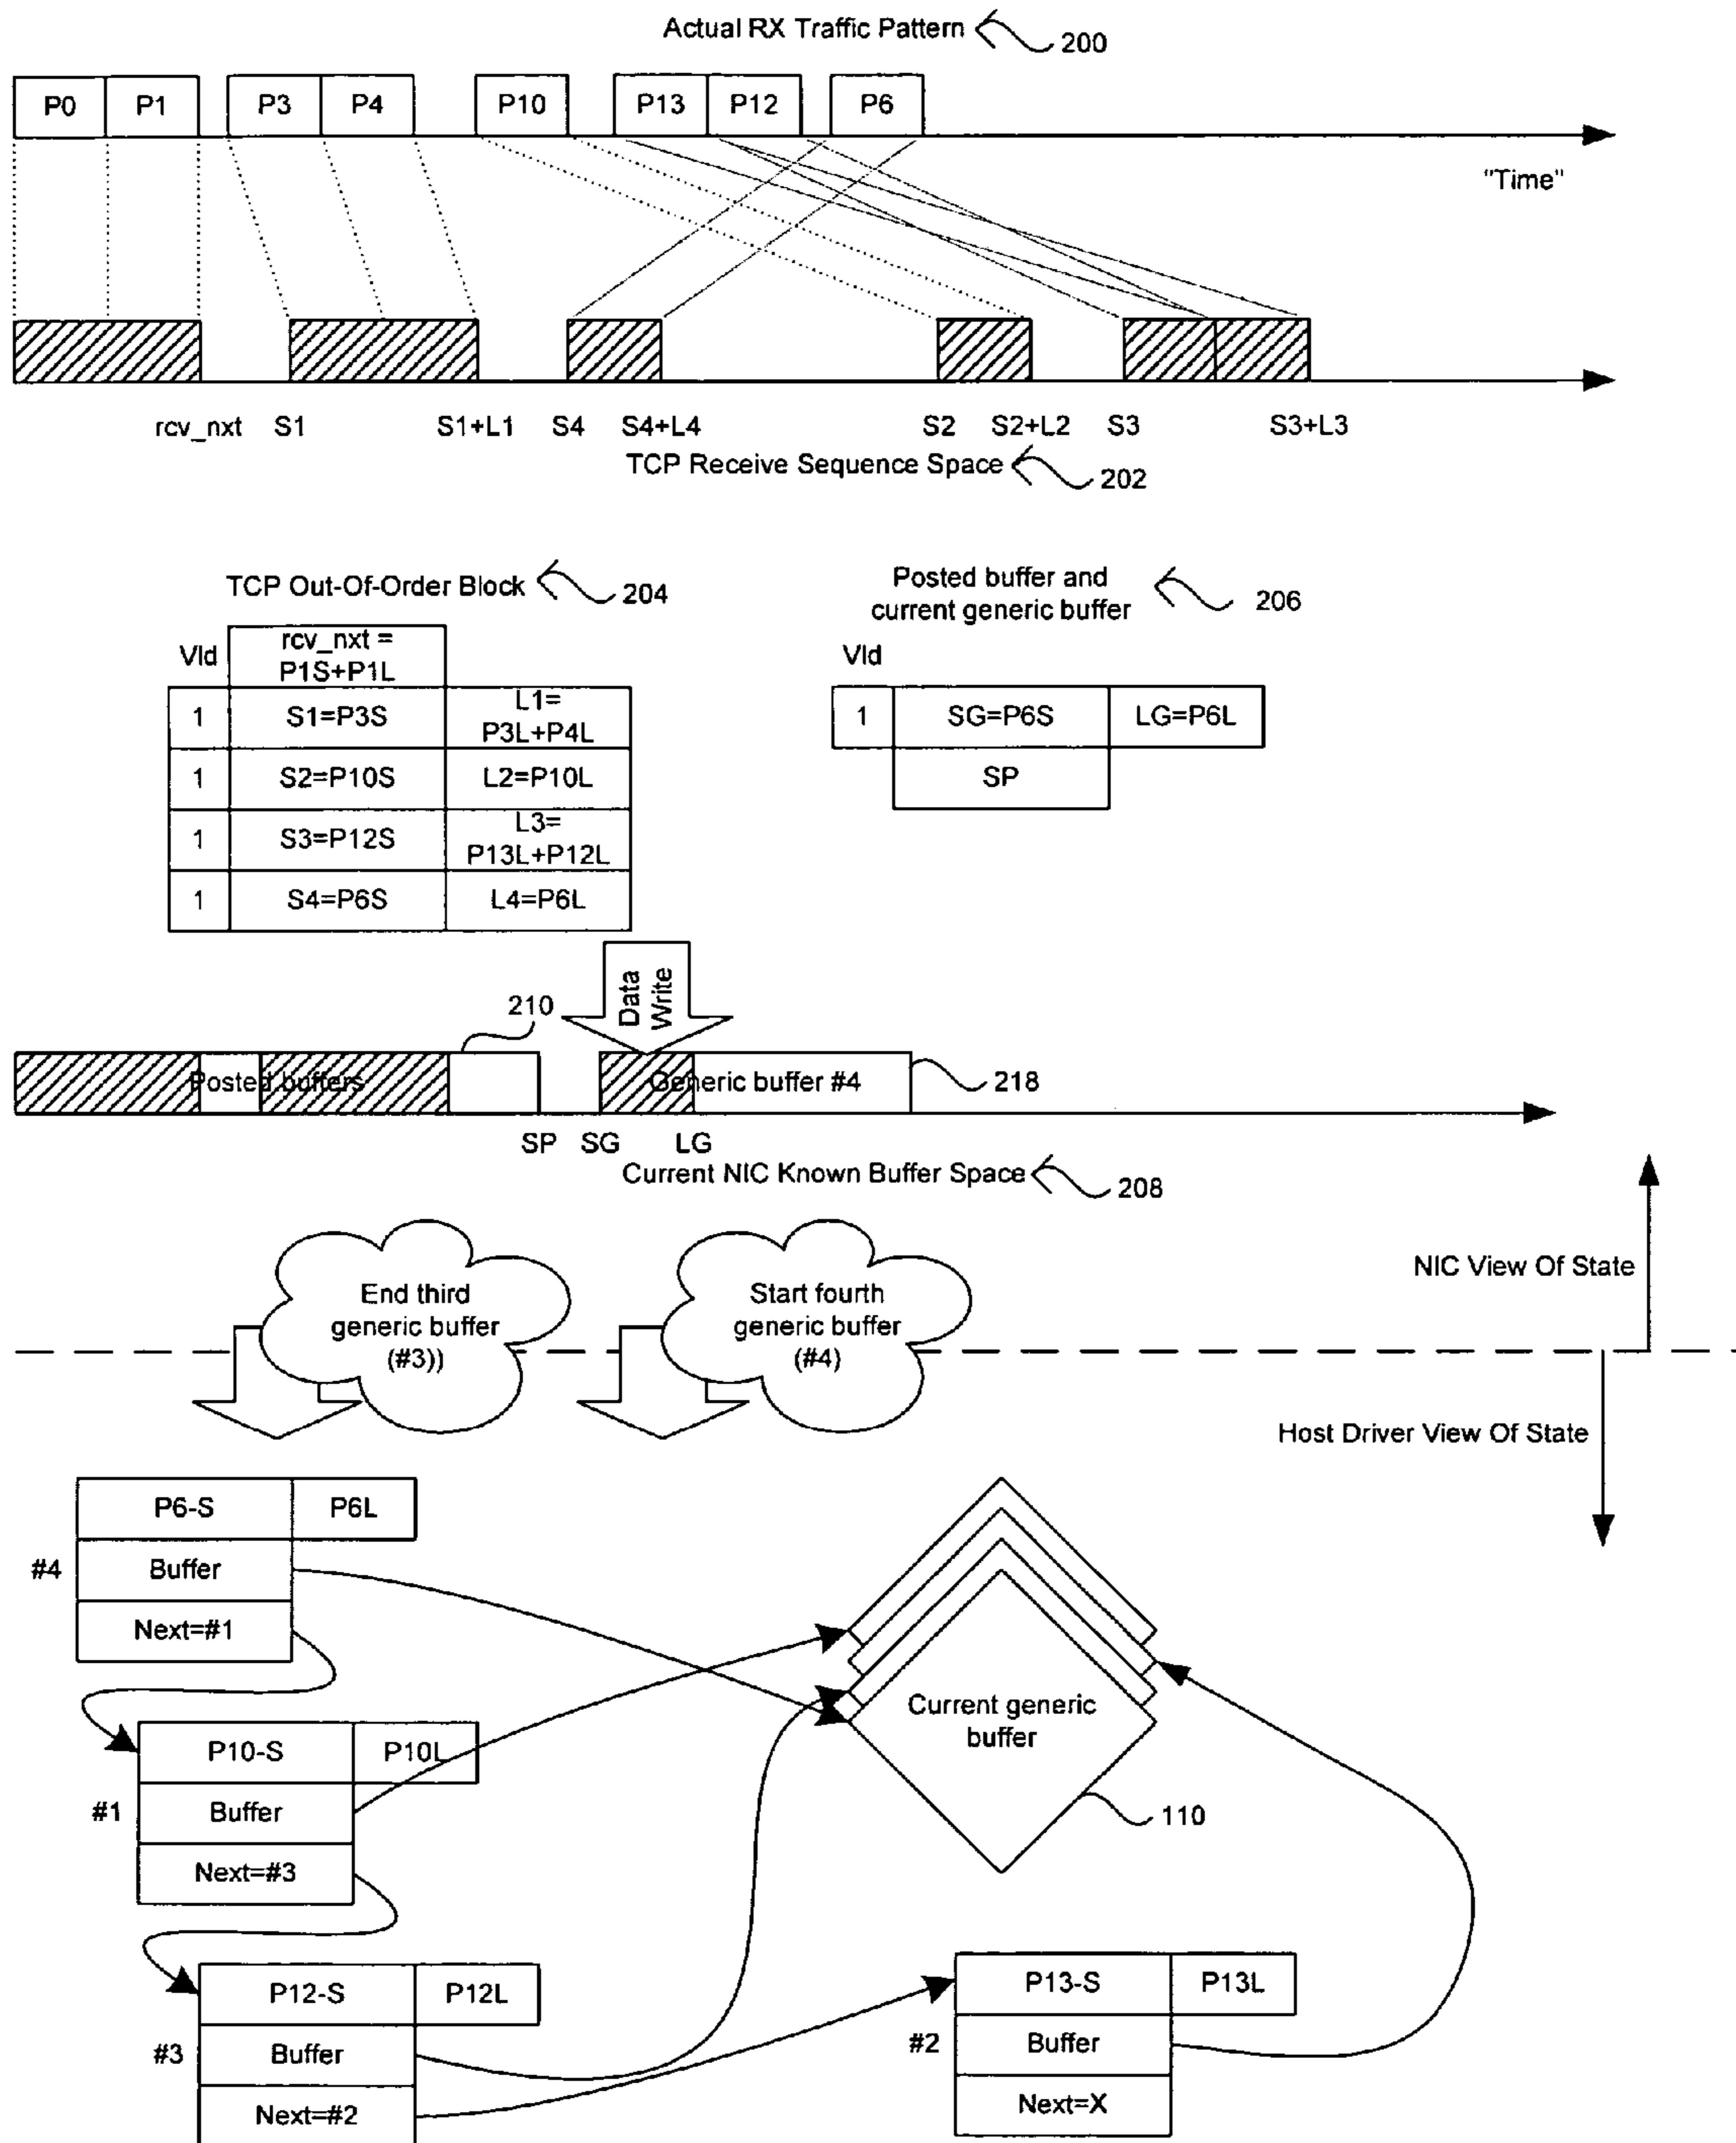 Actual RX Traffic Pattern 200
P0 P1 P3 P4 P10 P13 P12 P6
"Time"
rcv_nxt S1 S1+L1 S4 S4+L4 S2 S2+L2 S3 S3+L3
TCP Receive Sequence Space 202
TCP Out-Of-Order Block 204
Vld
rcv_nxt =
P1S+P1L
1 S1=P3S L1=
P3L+P4L
1 S2=P10S L2=P10L
1 S3=P12S L3=
P13L+P12L
1 S4=P6S L4=P6L
Posted buffer and
current generic buffer
206
Vld
1 SG=P6S LG=P6L
SP
Data
Write
210
Posted buffers Generic buffer #4 218
SP SG LG
Current NIC Known Buffer Space 208
End third
generic buffer
(#3))
Start fourth
generic buffer
(#4)
NIC View Of State
Host Driver View Of State
P6-S P6L
#4 Buffer
Next=#1
P10-S P10L
#1 Buffer
Next=#3
Current generic
buffer
110
P12-S P12L
#3 Buffer
Next=#2
P13-S P13L
#2 Buffer
Next=X